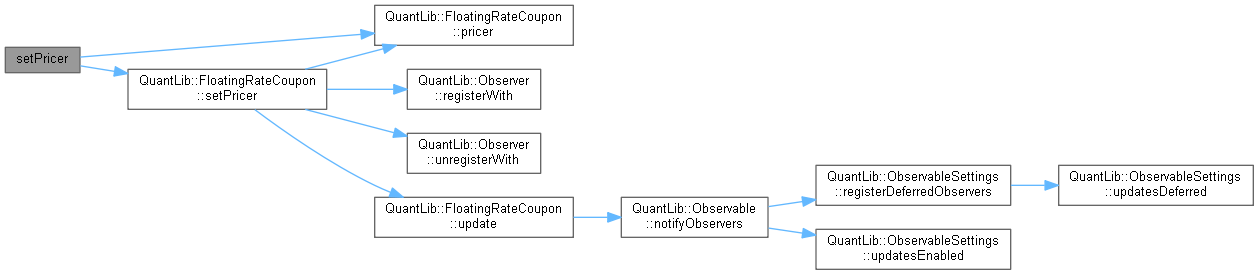 setPricer
QuantLib::FloatingRateCoupon
::pricer
QuantLib::FloatingRateCoupon
::setPricer
QuantLib::Observer
::registerWith
QuantLib::Observer
::unregisterWith
QuantLib::FloatingRateCoupon
::update
QuantLib::Observable
::notifyObservers
QuantLib::ObservableSettings
::registerDeferredObservers
QuantLib::ObservableSettings
::updatesDeferred
QuantLib::ObservableSettings
::updatesEnabled